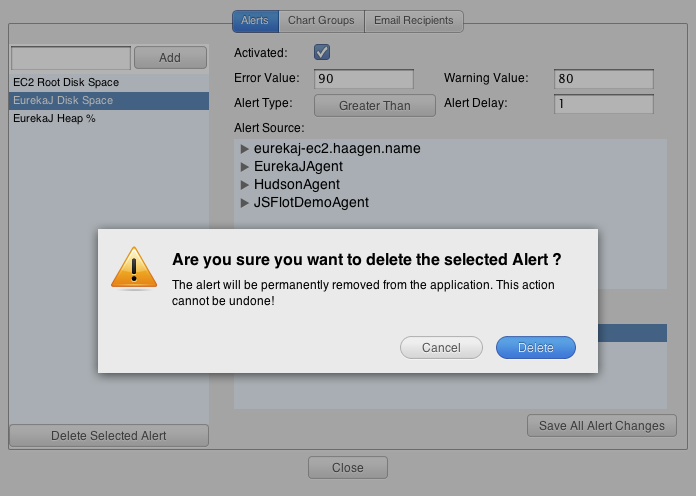 Alerts Chart Groups Email Recipients
Add
EC2 Root Disk Space
EurekaJ Disk Space
EurekaJ Heap %
Activated:
Error Value: 90 Warning Value: 80
Alert Type: Greater Than Alert Delay: 1
Alert Source:
eurekaj-ec2.haagen.name
EurekaJAgent
HudsonAgent
JSFlotDemoAgent
Are you sure you want to delete the selected Alert ?
The alert will be permanently removed from the application. This action
cannot be undone!
Cancel Delete
Delete Selected Alert
Save All Alert Changes
Close